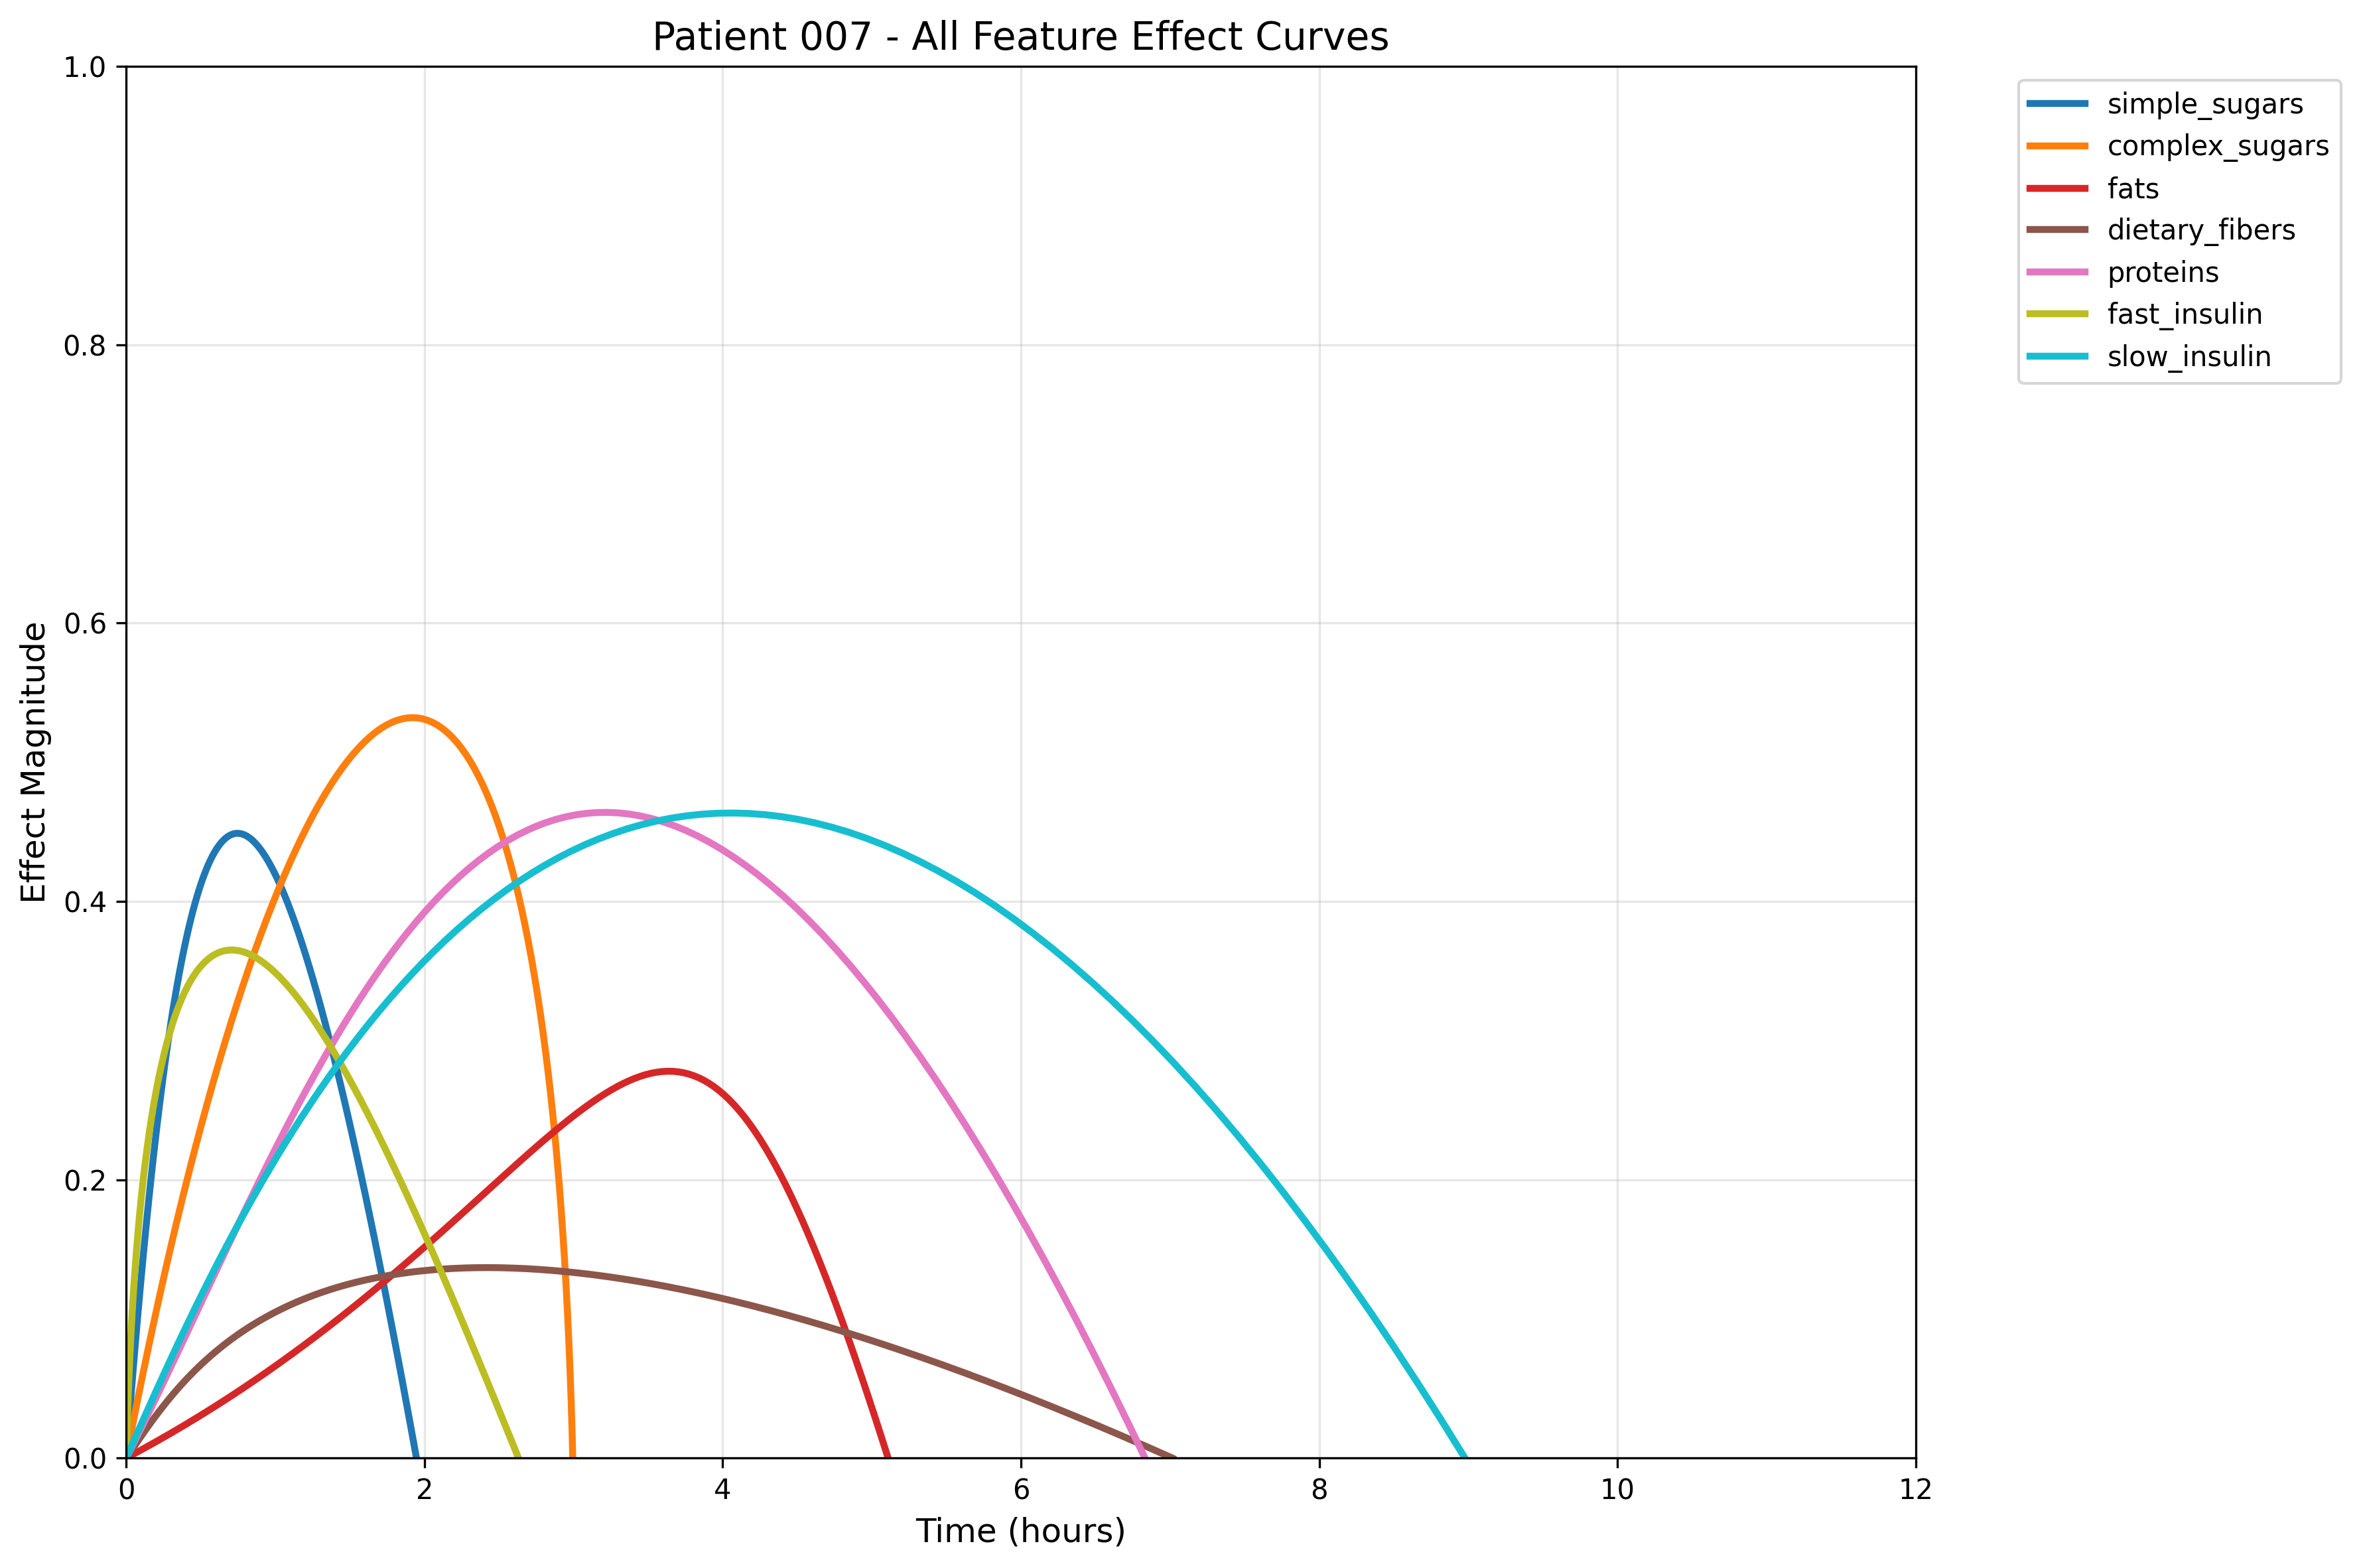 Patient 007 - All Feature Effect Curves
1.0
0.8
0.6
0.4
0.2
0.0
Effect Magnitude
0 2 4 6 8 10 12
Time (hours)
simple_sugars
complex_sugars
fats
dietary_fibers
proteins
fast_insulin
slow_insulin